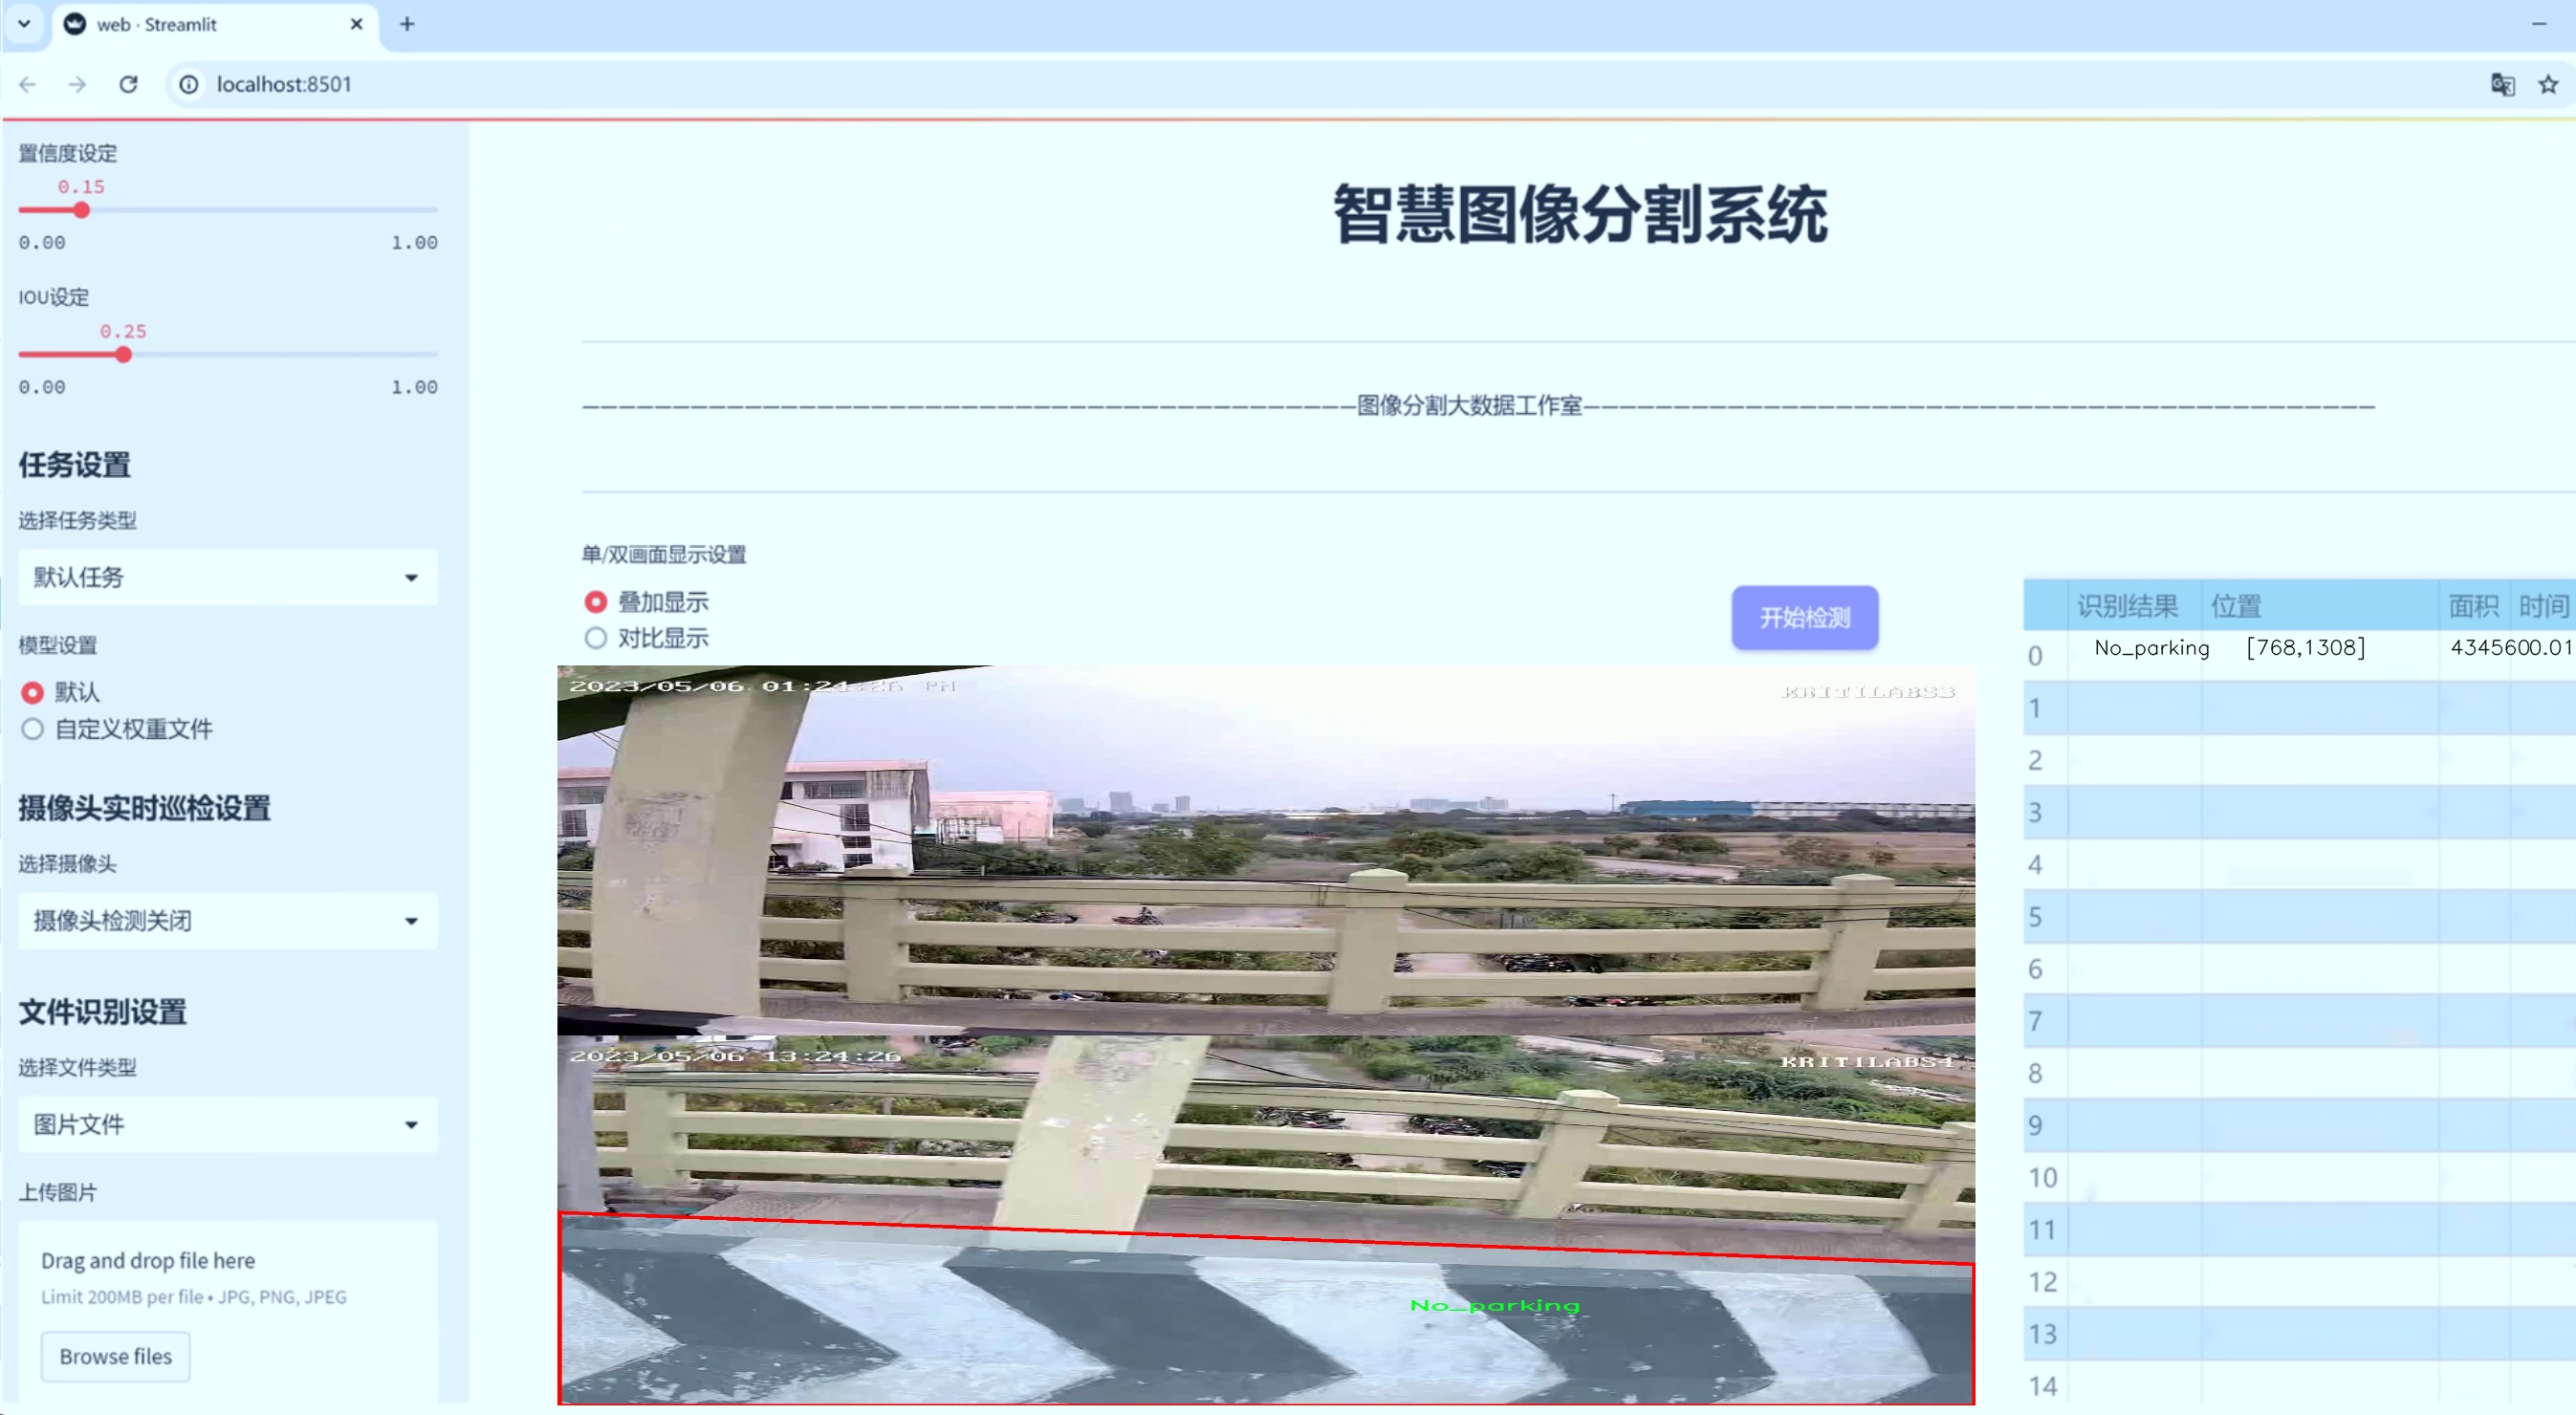 web · Streamlit
localhost:8501
置信度设定
0.15
0.00 1.00
IOU设定
0.25
0.00 1.00
任务设置
选择任务类型
默认任务
模型设置
默认
自定义权重文件
摄像头实时巡检设置
选择摄像头
摄像头检测关闭
文件识别设置
选择文件类型
图片文件
上传图片
Drag and drop file here
Limit 200MB per file • JPG, PNG, JPEG
Browse files
智慧图像分割系统
图像分割大数据工作室
单/双画面显示设置
叠加显示
对比显示
开始检测
2023/05/06 01:24:26 PM
KRITILABS3
2023/05/06 13:24:26
KRITILABS4
No_parking
识别结果 位置 面积 时间
0 No_parking [768,1308] 4345600.01
1
2
3
4
5
6
7
8
9
10
11
12
13
14